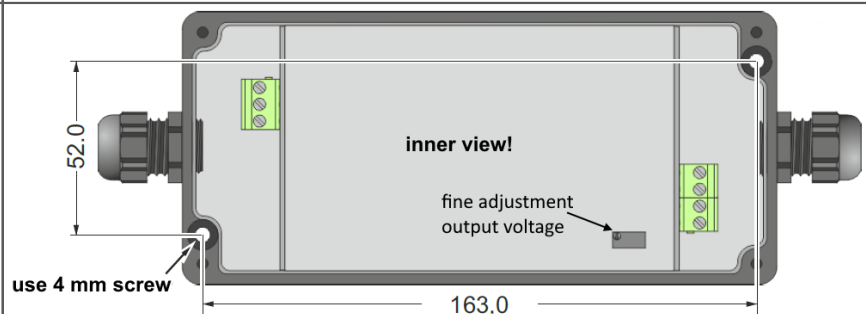 52.0
inner view!
fine adjustment
output voltage
use 4 mm screw
163.0